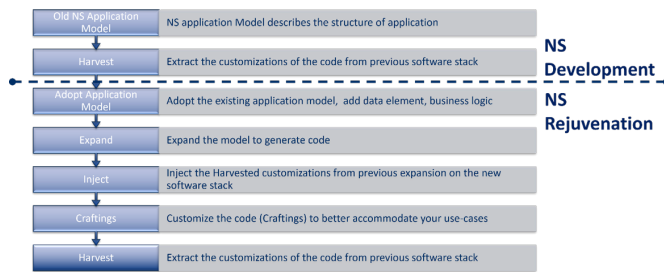 Old NS Application
Model
NS application Model describes the structure of application
Harvest
Extract the customizations of the code from previous software stack
NS
Development
Adopt Application
Model
Adopt the existing application model, add data element, business logic
NS
Rejuvenation
Expand
Expand the model to generate code
Inject
Inject the Harvested customizations from previous expansion on the new
software stack
Craftings
Customize the code (Craftings) to better accommodate your use-cases
Harvest
Extract the customizations of the code from previous software stack